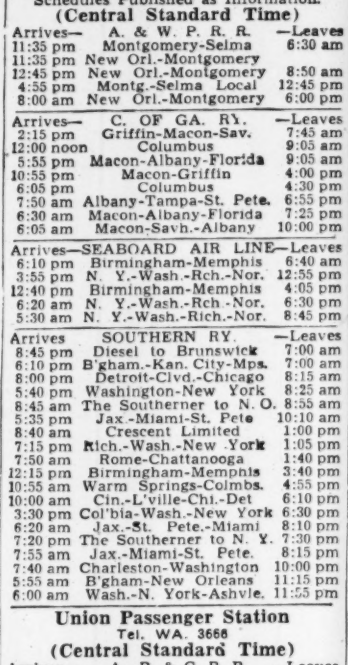 Schedules Published as Information.
(Central Standard Time)
Arrives— A. & W. P. R. R. —Leaves
11:35 pm Montgomery-Selma 6:30 am
11:35 pm New Orl.-Montgomery
12:45 pm New Orl.-Montgomery 8:50 am
4:55 pm Montg.-Selma Local 12:45 pm
8:00 am New Orl.-Montgomery 6:00 pm
Arrives— C. OF GA. RY. —Leaves
2:15 pm Griffin-Macon-Sav. 7:45 am
12:00 noon Columbus 9:05 am
5:55 pm Macon-Albany-Florida 9:05 am
10:55 pm Macon-Griffin 4:00 pm
6:05 pm Columbus 4:30 pm
7:50 am Albany-Tampa-St. Pete. 6:55 pm
6:30 am Macon-Albany-Florida 7:25 pm
6:05 am Macon-Savh.-Albany 10:00 pm
Arrives—SEABOARD AIR LINE—Leaves
6:10 pm Birmingham-Memphis 6:40 am
3:55 pm N. Y.-Wash.-Rch.-Nor. 12:55 pm
12:40 pm Birmingham-Memphis 4:05 pm
6:20 am N. Y.-Wash.-Rch.-Nor. 6:30 pm
5:30 am N. Y.-Wash.-Rich.-Nor. 8:45 pm
Arrives SOUTHERN RY. —Leaves
8:45 pm Diesel to Brunswick 7:00 am
6:10 pm B'gham.-Kan. City-Mps. 7:00 am
8:00 pm Detroit-Clvd.-Chicago 8:15 am
5:40 pm Washington-New York 8:25 am
8:45 am The Southerner to N. O. 8:55 am
5:35 pm Jax.-Miami-St. Pete 10:10 am
8:40 am Crescent Limited 1:00 pm
7:15 pm Rich.-Wash.-New York 1:05 pm
7:50 am Rome-Chattanooga 1:40 pm
12:15 pm Birmingham-Memphis 3:40 pm
10:55 am Warm Springs-Colmbs. 4:55 pm
10:00 am Cin.-L'ville-Chi.-Det 6:10 pm
3:30 pm Col'bia-Wash.-New York 6:30 pm
6:20 am Jax.-St. Pete.-Miami 8:10 pm
7:20 pm The Southerner to N. Y. 7:30 pm
7:55 am Jax.-Miami-St. Pete. 8:15 pm
7:40 am Charleston-Washington 10:00 pm
5:55 am B'gham-New Orleans 11:15 pm
6:00 am Wash.-N. York-Ashvle. 11:55 pm
Union Passenger Station
Tel. WA. 3666
(Central Standard Time)